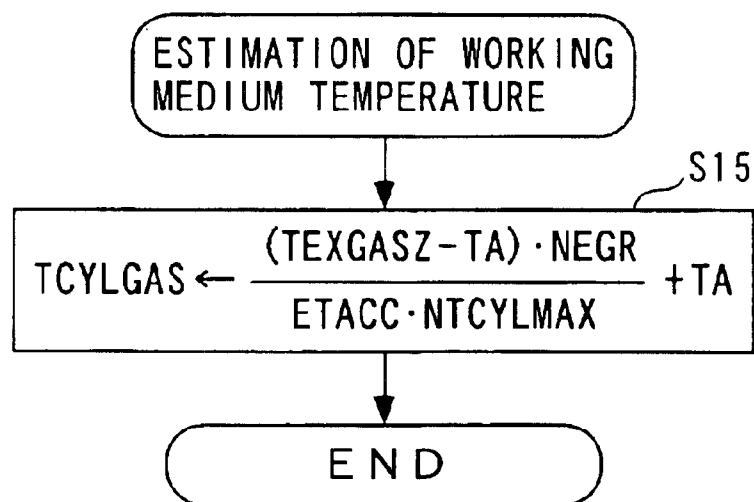 ESTIMATION OF WORKING
MEDIUM TEMPERATURE
S15
TCYLGAS ← (TEXGASZ-TA)·NEGR / ETACC·NTCYLMAX +TA
END